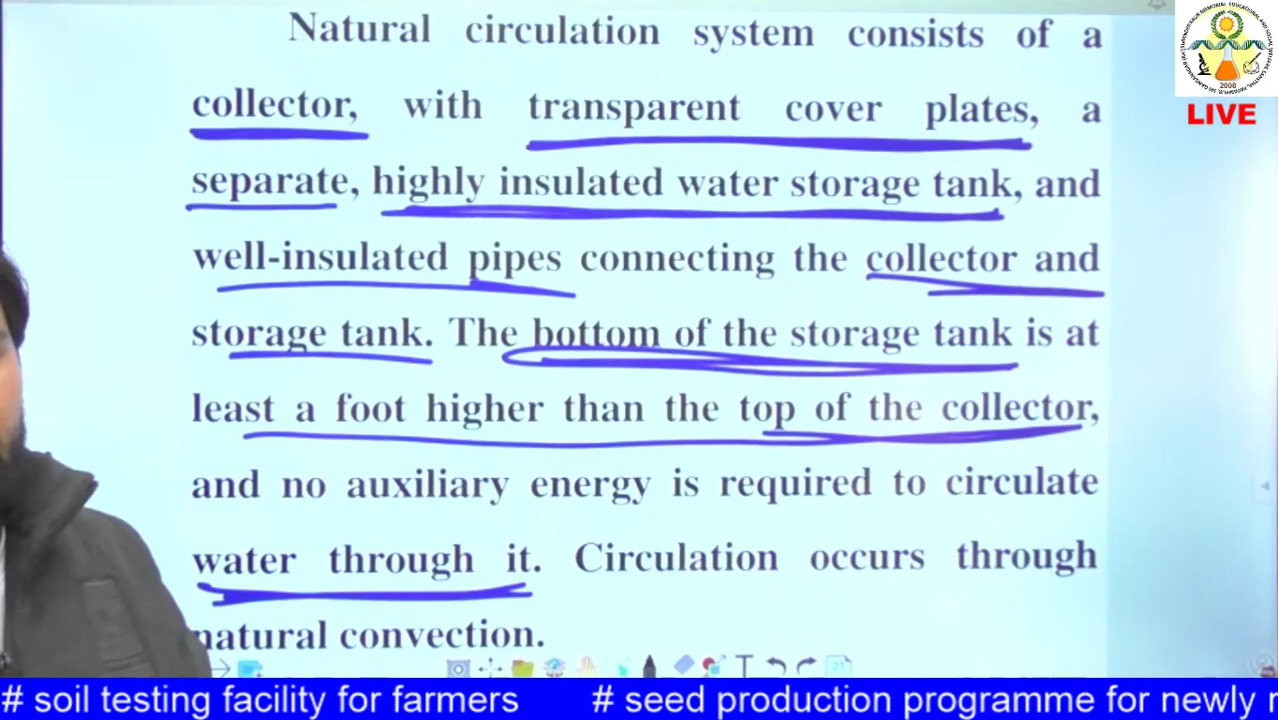 Natural circulation system consists of a
collector, with transparent cover plates, a
separate, highly insulated water storage tank, and
well-insulated pipes connecting the collector and
storage tank. The bottom of the storage tank is at
least a foot higher than the top of the collector,
and no auxiliary energy is required to circulate
water through it. Circulation occurs through
natural convection.
2008
LIVE
# soil testing facility for farmers # seed production programme for newly